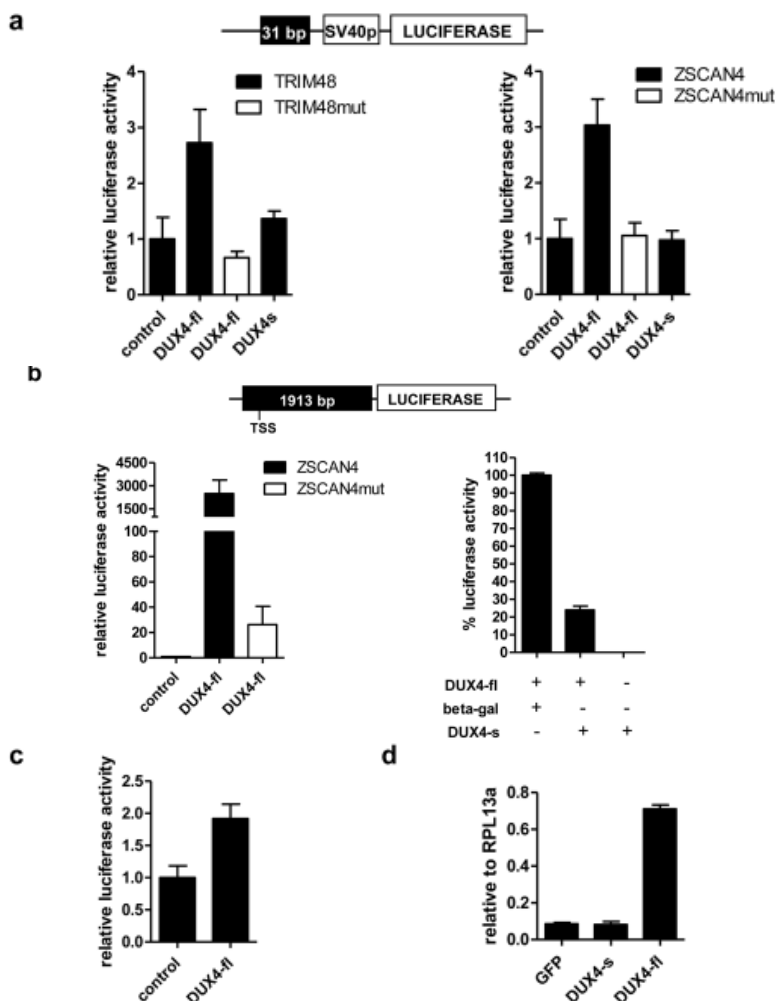 a
31 bp SV40p LUCIFERASE
relative luciferase activity
4
3
2
1
0
TRIM48
TRIM48mut
control DUX4-fl DUX4-fl DUX4s
relative luciferase activity
4
3
2
1
0
ZSCAN4
ZSCAN4mut
control DUX4-fl DUX4-fl DUX4-s
b
1913 bp LUCIFERASE
TSS
relative luciferase activity
4500
3000
1500
100
80
60
40
20
0
ZSCAN4
ZSCAN4mut
control DUX4-fl DUX4-fl
% luciferase activity
110
100
90
80
70
60
50
40
30
20
10
0
DUX4-fl + + -
beta-gal + - -
DUX4-s - + +
c
relative luciferase activity
2.5
2.0
1.5
1.0
0.5
0.0
control DUX4-fl
d
relative to RPL13a
0.8
0.6
0.4
0.2
0.0
GFP DUX4-s DUX4-fl